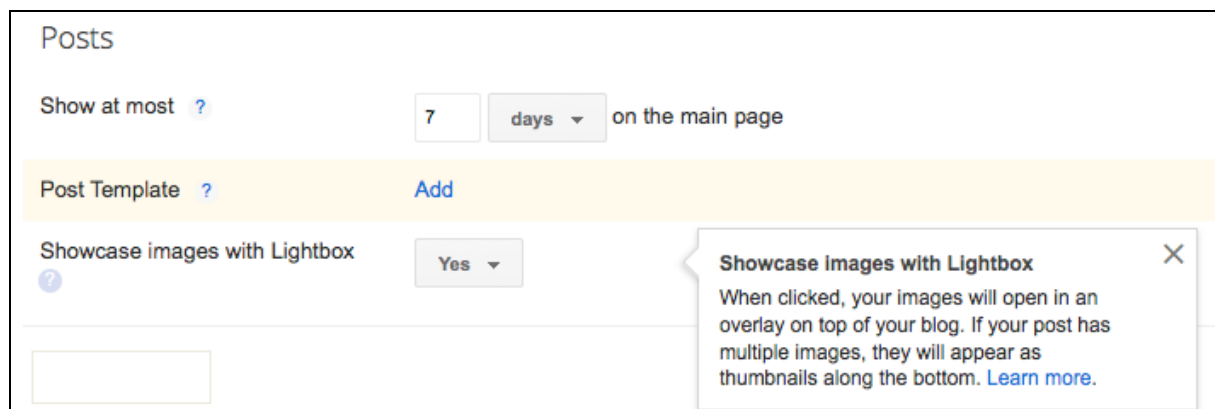 Posts
Show at most ? 7 days on the main page
Post Template ? Add
Showcase images with Lightbox
? Yes
Showcase images with Lightbox
When clicked, your images will open in an
overlay on top of your blog. If your post has
multiple images, they will appear as
thumbnails along the bottom. Learn more.